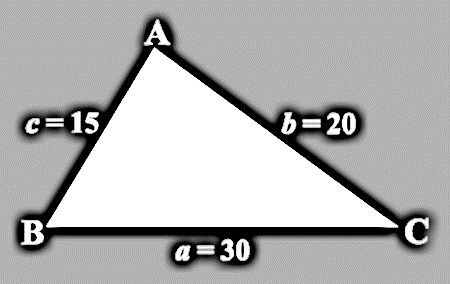 A
c = 15
b = 20
B
C
a = 30